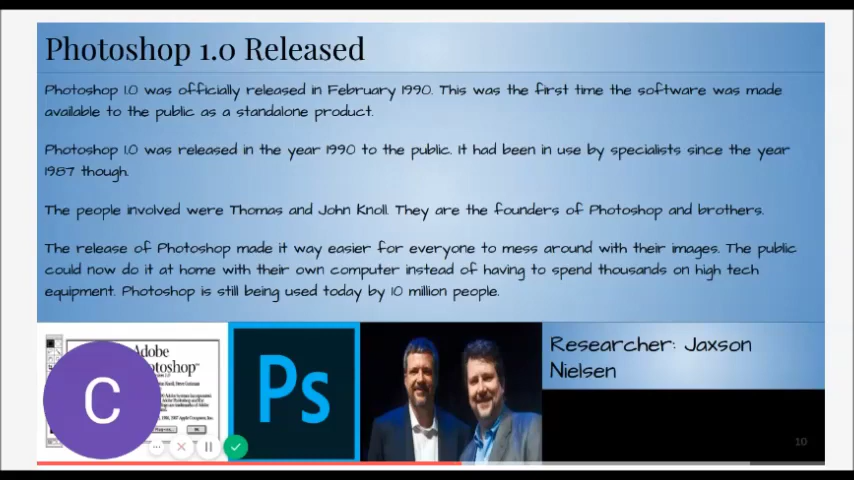 Photoshop 1.0 Released
Photoshop 1.0 was officially released in February 1990. This was the first time the software was made
available to the public as a standalone product.
Photoshop 1.0 was released in the year 1990 to the public. It had been in use by specialists since the year
1987 though.
The people involved were Thomas and John Knoll. They are the founders of Photoshop and brothers.
The release of Photoshop made it way easier for everyone to mess around with their images. The public
could now do it at home with their own computer instead of having to spend thousands on high tech
equipment. Photoshop is still being used today by 10 million people.
Adobe
C
Ps
Researcher: Jaxson
Nielsen
10